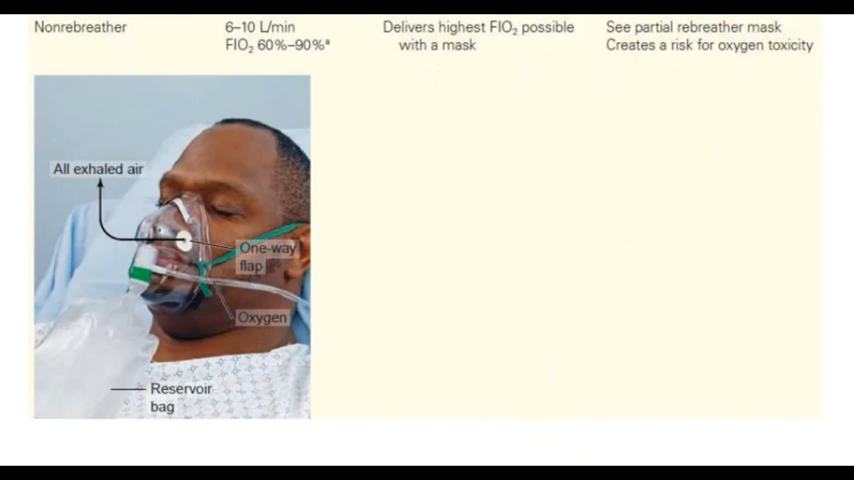 Nonrebreather
6–10 L/min
FIO₂ 60%–90%ᵃ
Delivers highest FIO₂ possible
with a mask
See partial rebreather mask
Creates a risk for oxygen toxicity
All exhaled air
One-way
flap
Oxygen
Reservoir
bag